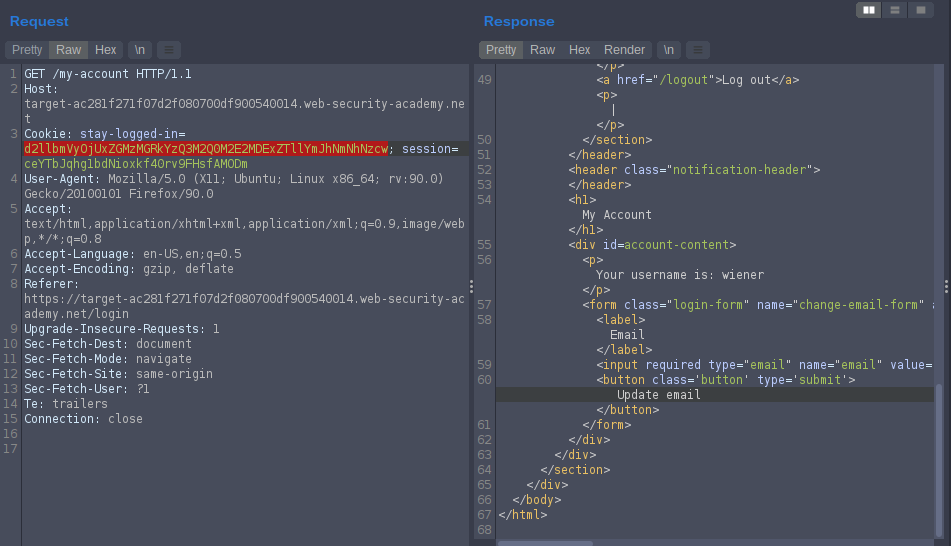 Request
Pretty Raw Hex \n
1 GET /my-account HTTP/1.1
2 Host:
target-ac281f271f07d2f080700df900540014.web-security-academy.ne
t
3 Cookie: stay-logged-in=
d2llbmVyOjUxZGMzMGRkYzQ3M2Q0M2E2MDExZTllYmJhNmNhNzcw; session=
ceYTbJqhglbdNioxkf40rv9FHsfAMODm
4 User-Agent: Mozilla/5.0 (X11; Ubuntu; Linux x86_64; rv:90.0)
Gecko/20100101 Firefox/90.0
5 Accept:
text/html,application/xhtml+xml,application/xml;q=0.9,image/web
p,*/*;q=0.8
6 Accept-Language: en-US,en;q=0.5
7 Accept-Encoding: gzip, deflate
8 Referer:
https://target-ac281f271f07d2f080700df900540014.web-security-ac
ademy.net/login
9 Upgrade-Insecure-Requests: 1
10 Sec-Fetch-Dest: document
11 Sec-Fetch-Mode: navigate
12 Sec-Fetch-Site: same-origin
13 Sec-Fetch-User: ?1
14 Te: trailers
15 Connection: close
16
17
Response
Pretty Raw Hex Render \n
</p>
49 <a href="/logout">Log out</a>
<p>
|
</p>
50 </section>
51 </header>
52 <header class="notification-header">
53 </header>
54 <h1>
My Account
</h1>
55 <div id=account-content>
56 <p>
Your username is: wiener
</p>
57 <form class="login-form" name="change-email-form"
58 <label>
Email
</label>
59 <input required type="email" name="email" value=
60 <button class='button' type='submit'>
Update email
</button>
61 </form>
62 </div>
63 </div>
64 </section>
65 </div>
66 </body>
67 </html>
68